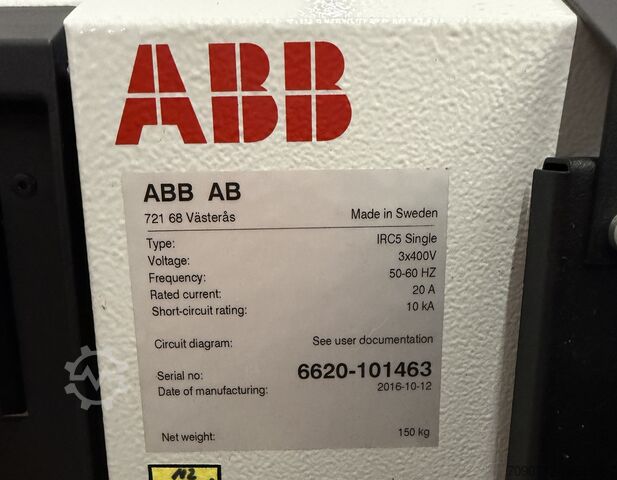 ABB
ABB AB
721 68 Västerås Made in Sweden
Type: IRC5 Single
Voltage: 3x400V
Frequency: 50-60 HZ
Rated current: 20 A
Short-circuit rating: 10 kA
Circuit diagram: See user documentation
Serial no: 6620-101463
Date of manufacturing: 2016-10-12
Net weight: 150 kg